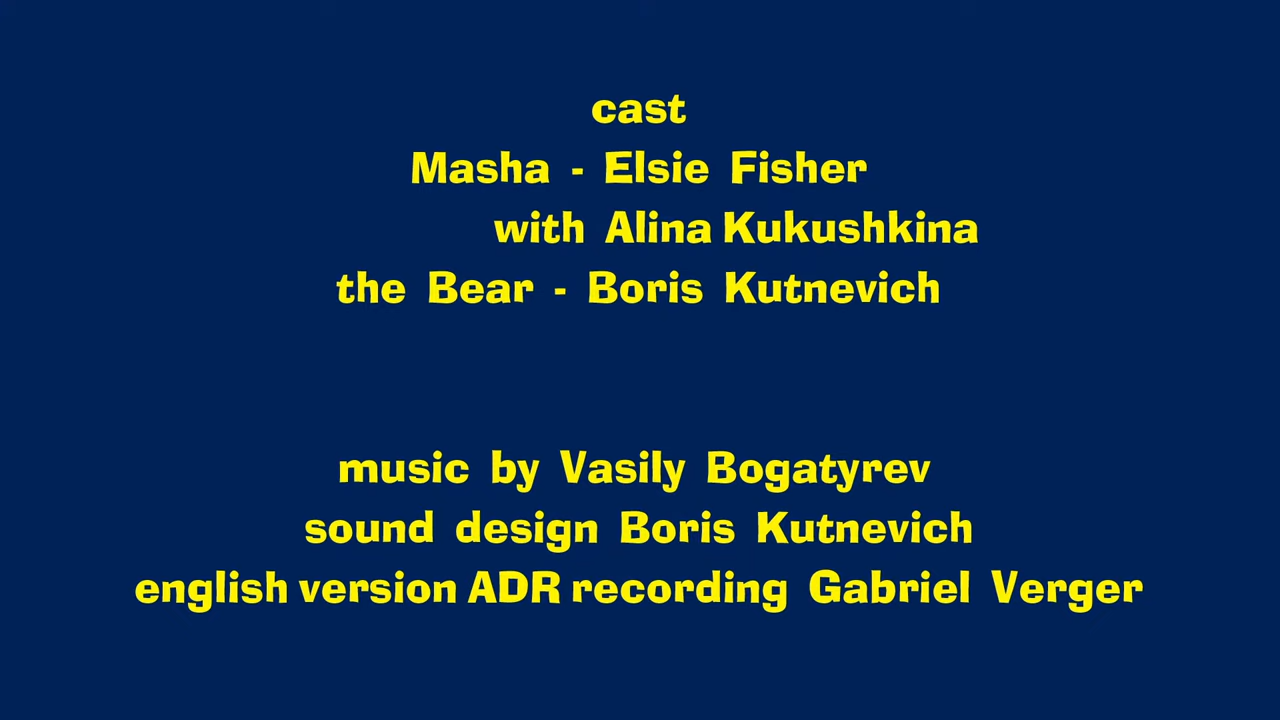 cast
Masha - Elsie Fisher
with Alina Kukushkina
the Bear - Boris Kutnevich
music by Vasily Bogatyrev
sound design Boris Kutnevich
english version ADR recording Gabriel Verger